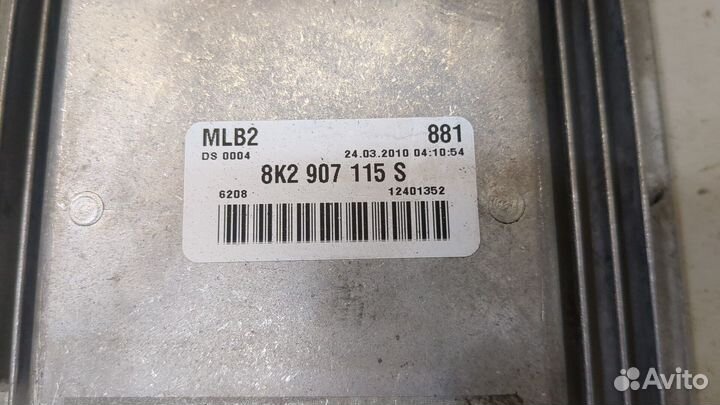 MLB2 881
DS 0004 24.03.2010 04:10:54
8K2 907 115 S
6208 12401352
Avito